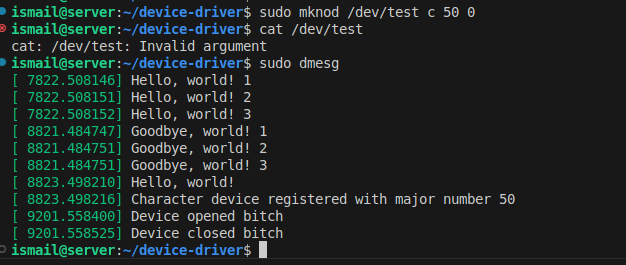 ismail@server:~/device-driver$ sudo mknod /dev/test c 50 0
ismail@server:~/device-driver$ cat /dev/test
cat: /dev/test: Invalid argument
ismail@server:~/device-driver$ sudo dmesg
[ 7822.508146] Hello, world! 1
[ 7822.508151] Hello, world! 2
[ 7822.508152] Hello, world! 3
[ 8821.484747] Goodbye, world! 1
[ 8821.484751] Goodbye, world! 2
[ 8821.484751] Goodbye, world! 3
[ 8823.498210] Hello, world!
[ 8823.498216] Character device registered with major number 50
[ 9201.558400] Device opened bitch
[ 9201.558525] Device closed bitch
ismail@server:~/device-driver$